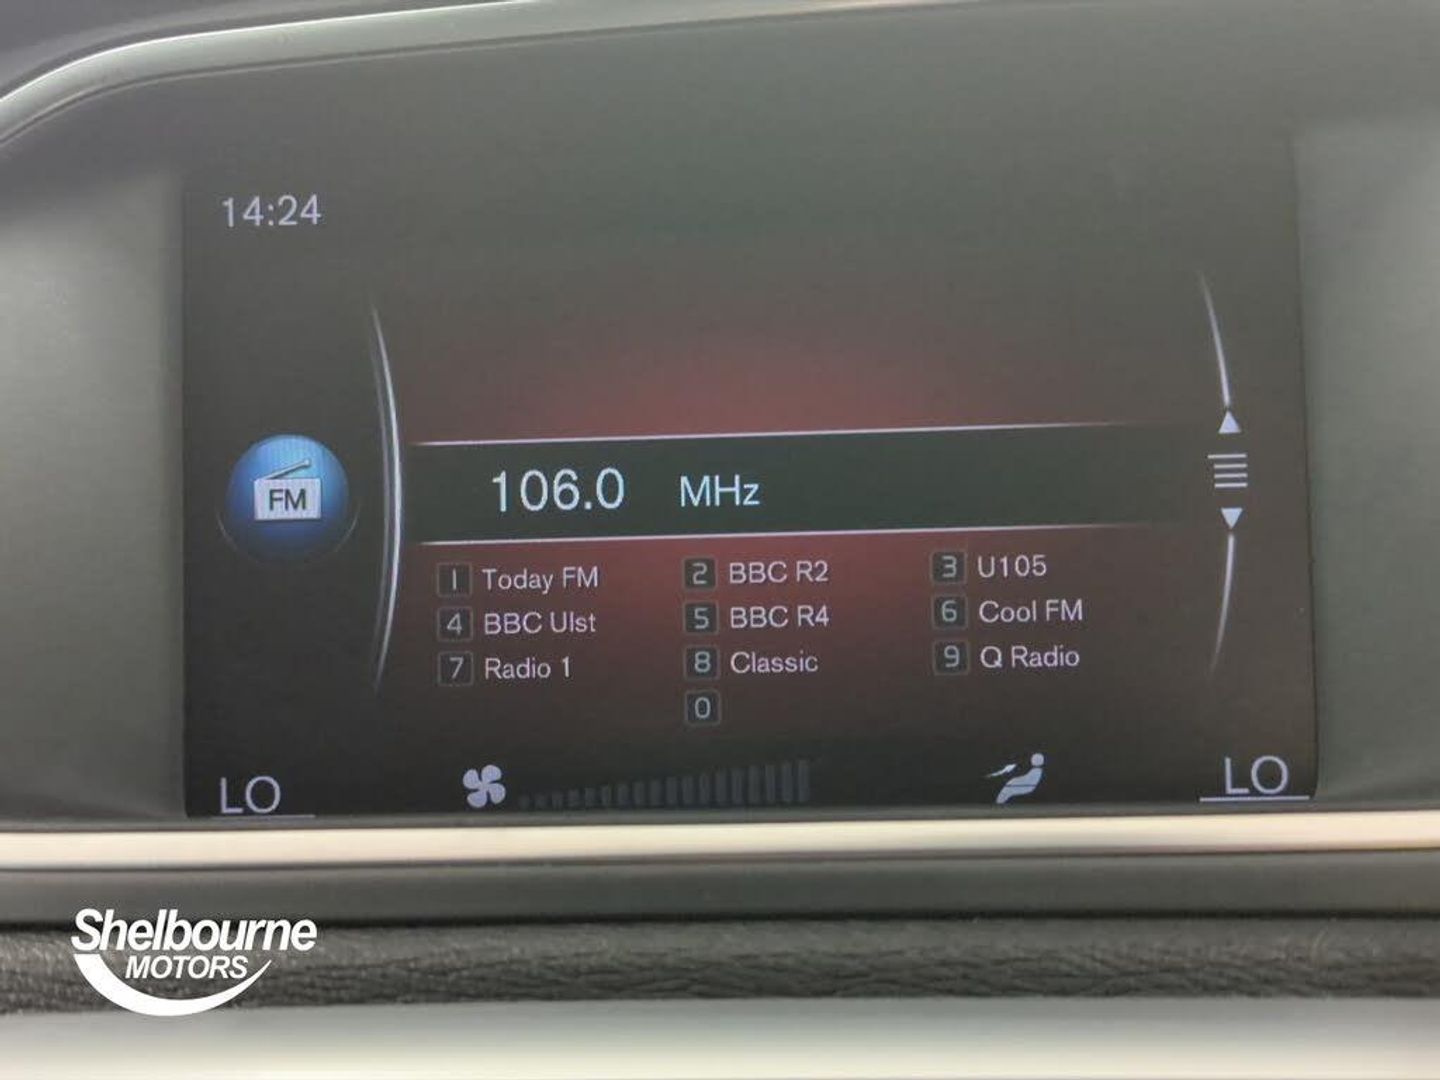 14:24
FM
106.0 MHz
1 Today FM 2 BBC R2 3 U105
4 BBC Ulst 5 BBC R4 6 Cool FM
7 Radio 1 8 Classic 9 Q Radio
0
LO LO
Shelbourne
MOTORS